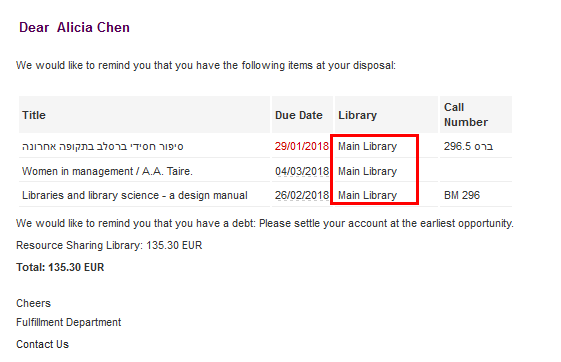 Dear Alicia Chen
We would like to remind you that you have the following items at your disposal:
Title Due Date Library Call Number
סיפור חסידי ברסלב בתקופה אחרונה 29/01/2018 Main Library 296.5 ברס
Women in management / A.A. Taire. 04/03/2018 Main Library
Libraries and library science - a design manual 26/02/2018 Main Library BM 296
We would like to remind you that you have a debt: Please settle your account at the earliest opportunity.
Resource Sharing Library: 135.30 EUR
Total: 135.30 EUR
Cheers
Fulfillment Department
Contact Us